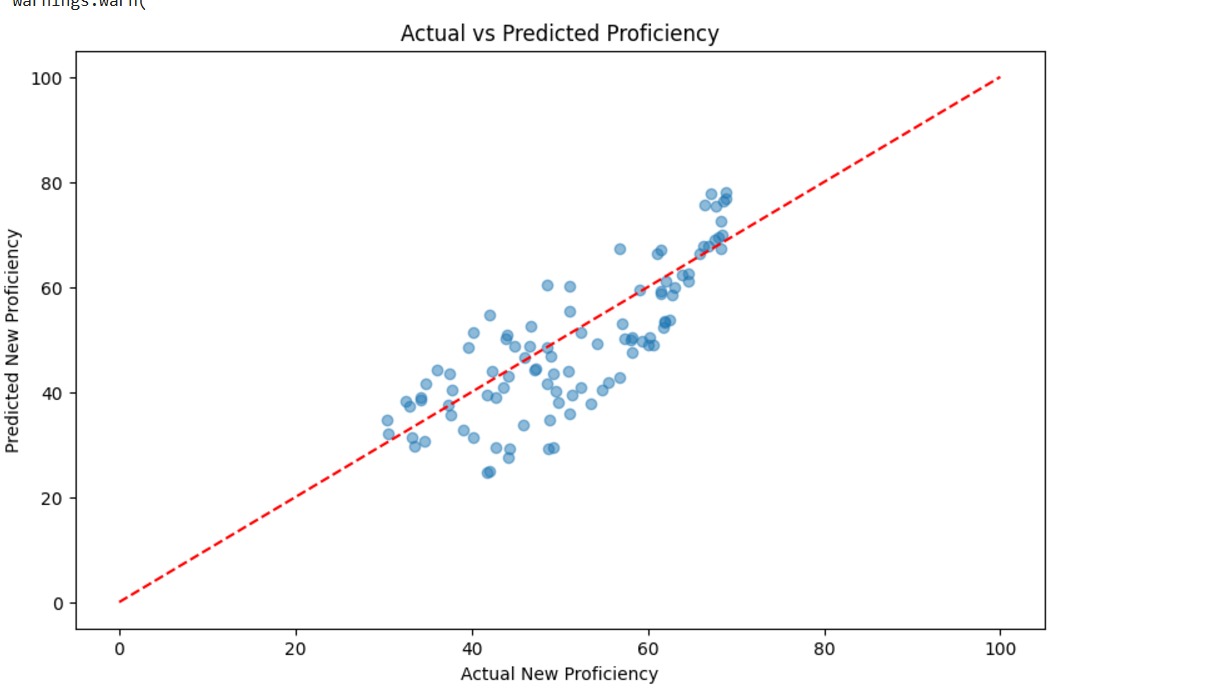 warnings.warn(
Actual vs Predicted Proficiency
100
80
60
40
20
0
Predicted New Proficiency
0 20 40 60 80 100
Actual New Proficiency